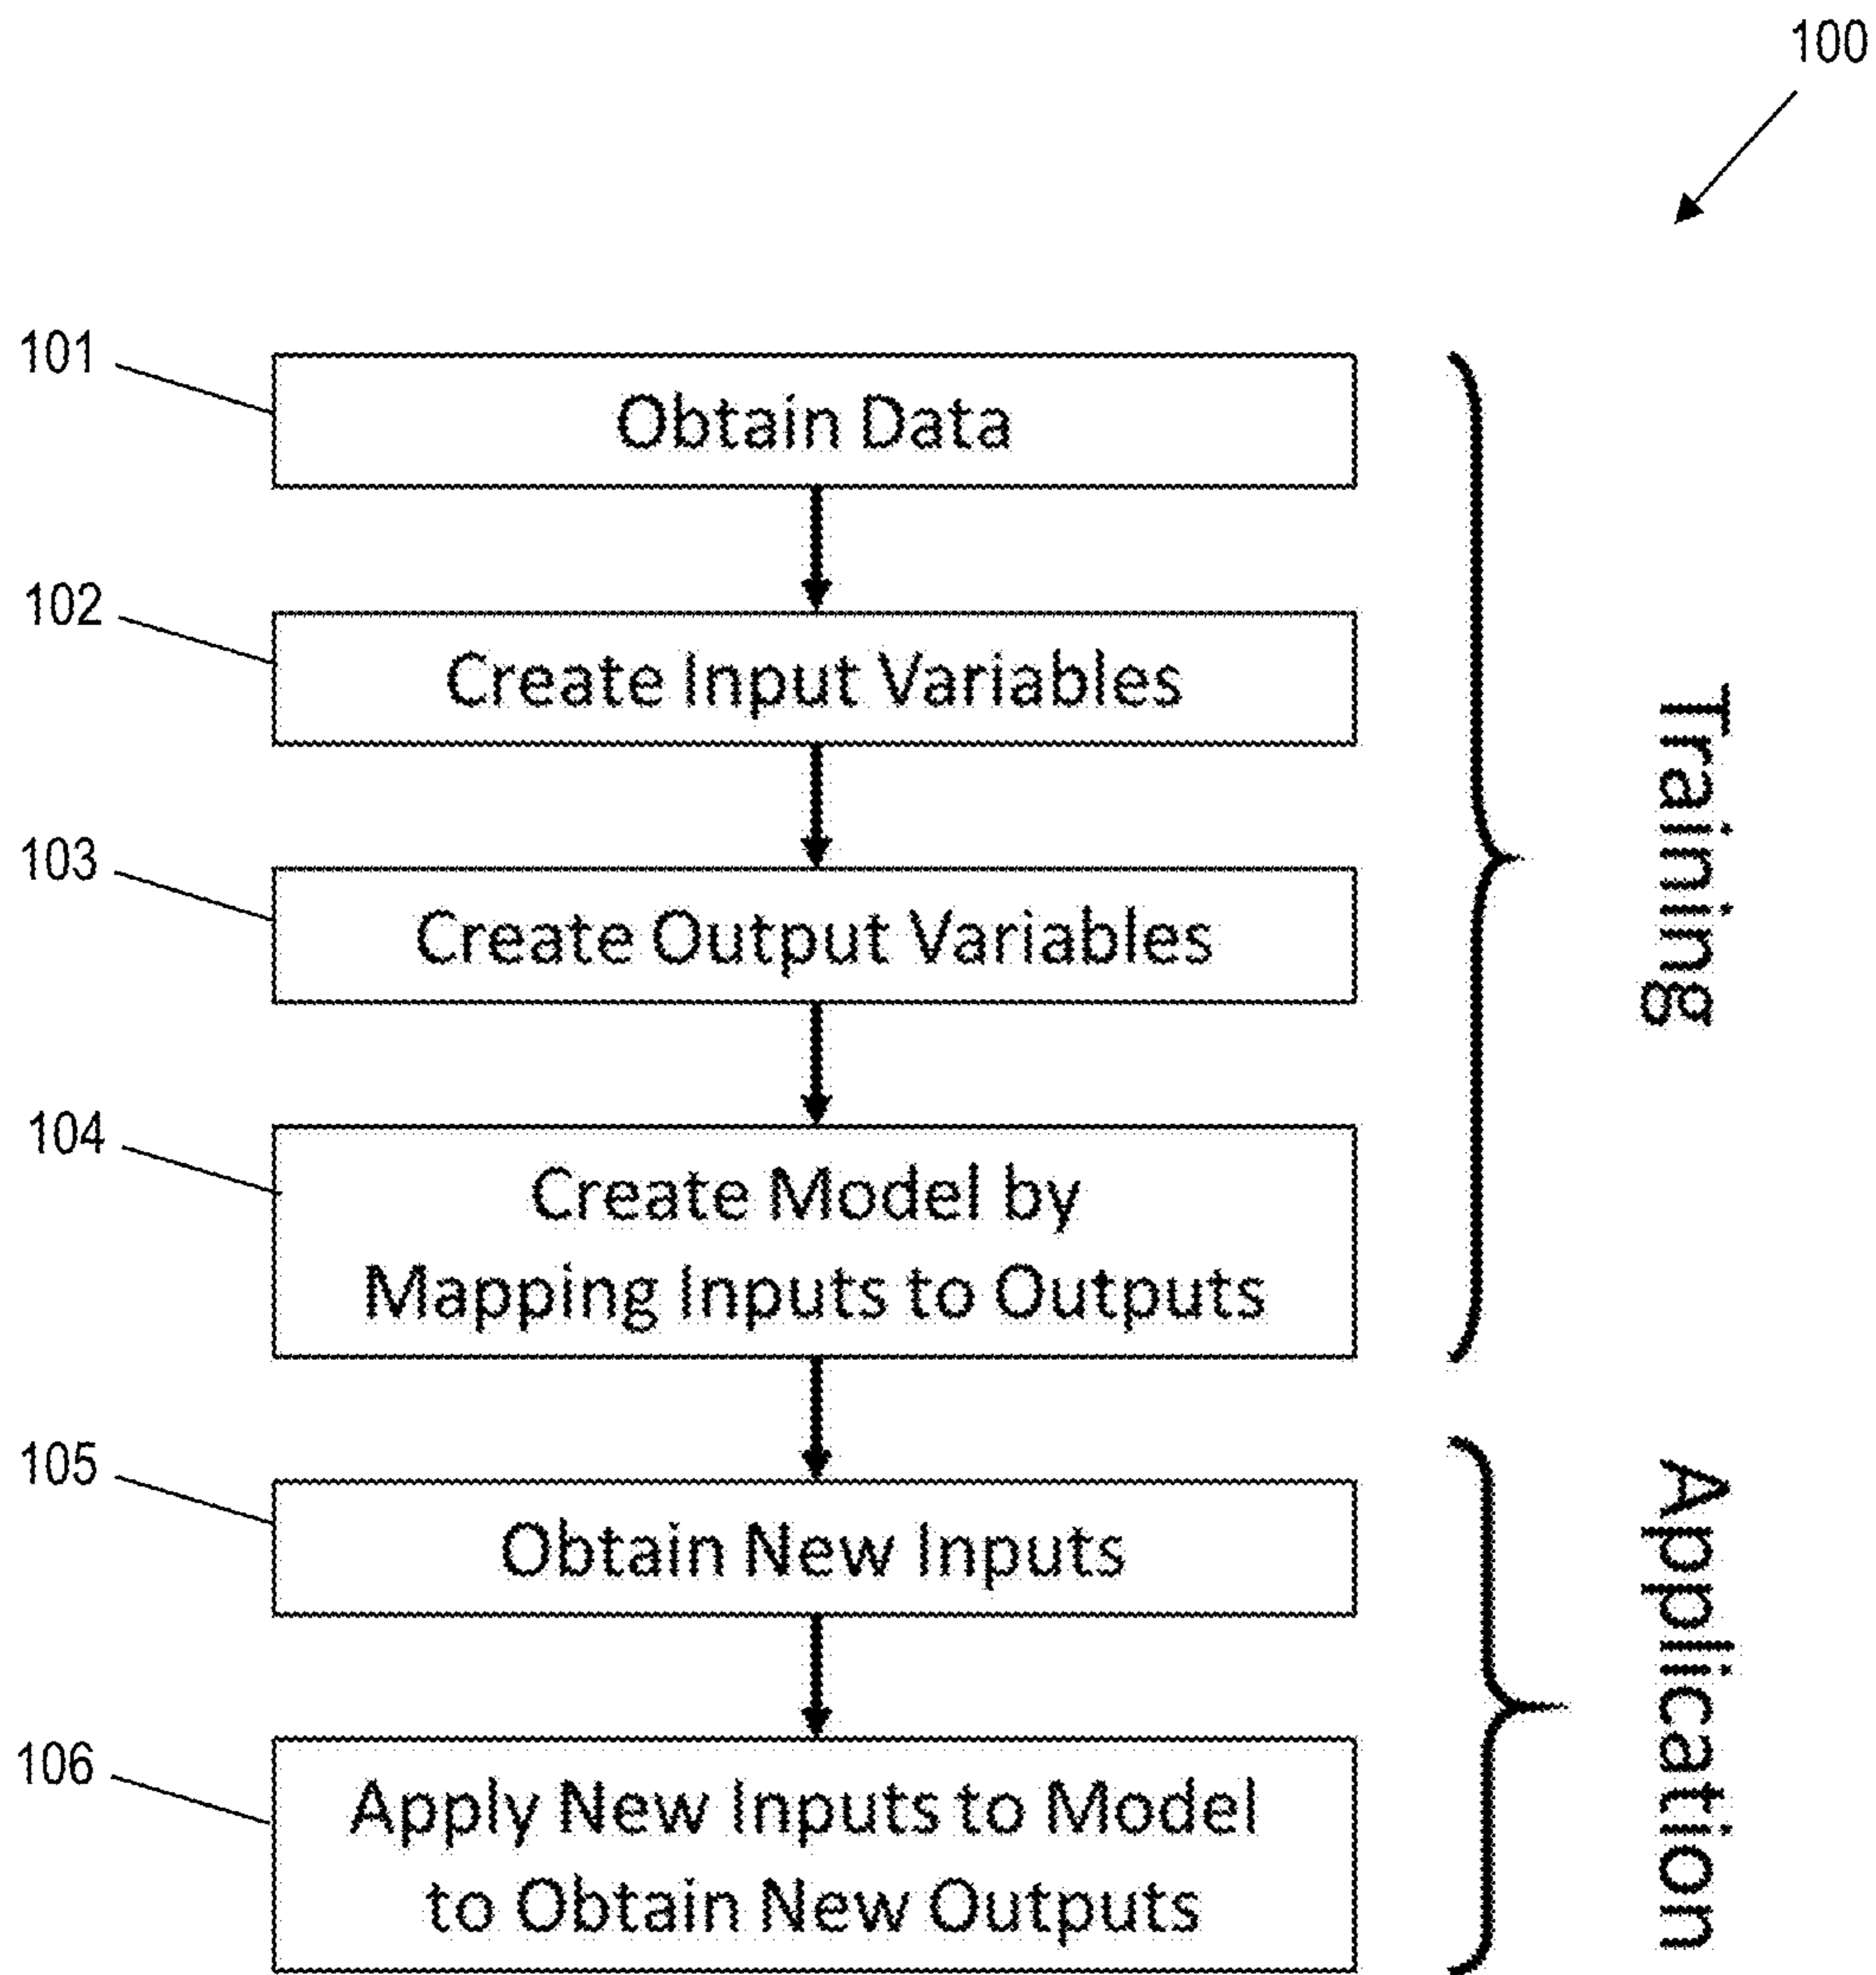 100
101
Obtain Data
102
Create Input Variables
103
Create Output Variables
104
Create Model by
Mapping Inputs to Outputs
Training
105
Obtain New Inputs
106
Apply New Inputs to Model
to Obtain New Outputs
Application